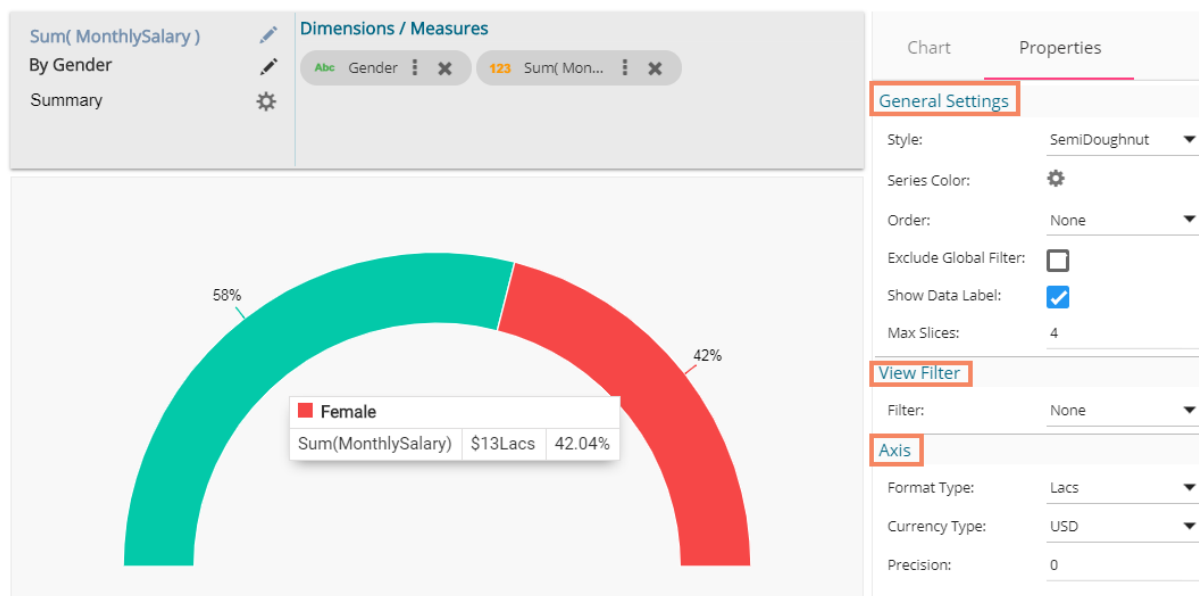 Sum( MonthlySalary )
By Gender
Summary
Dimensions / Measures
Abc Gender
123 Sum( Mon...
Chart Properties
General Settings
Style: SemiDoughnut
Series Color:
Order: None
Exclude Global Filter:
Show Data Label:
Max Slices: 4
View Filter
Filter: None
Axis
Format Type: Lacs
Currency Type: USD
Precision: 0
58%
42%
Female
Sum(MonthlySalary) $13Lacs 42.04%